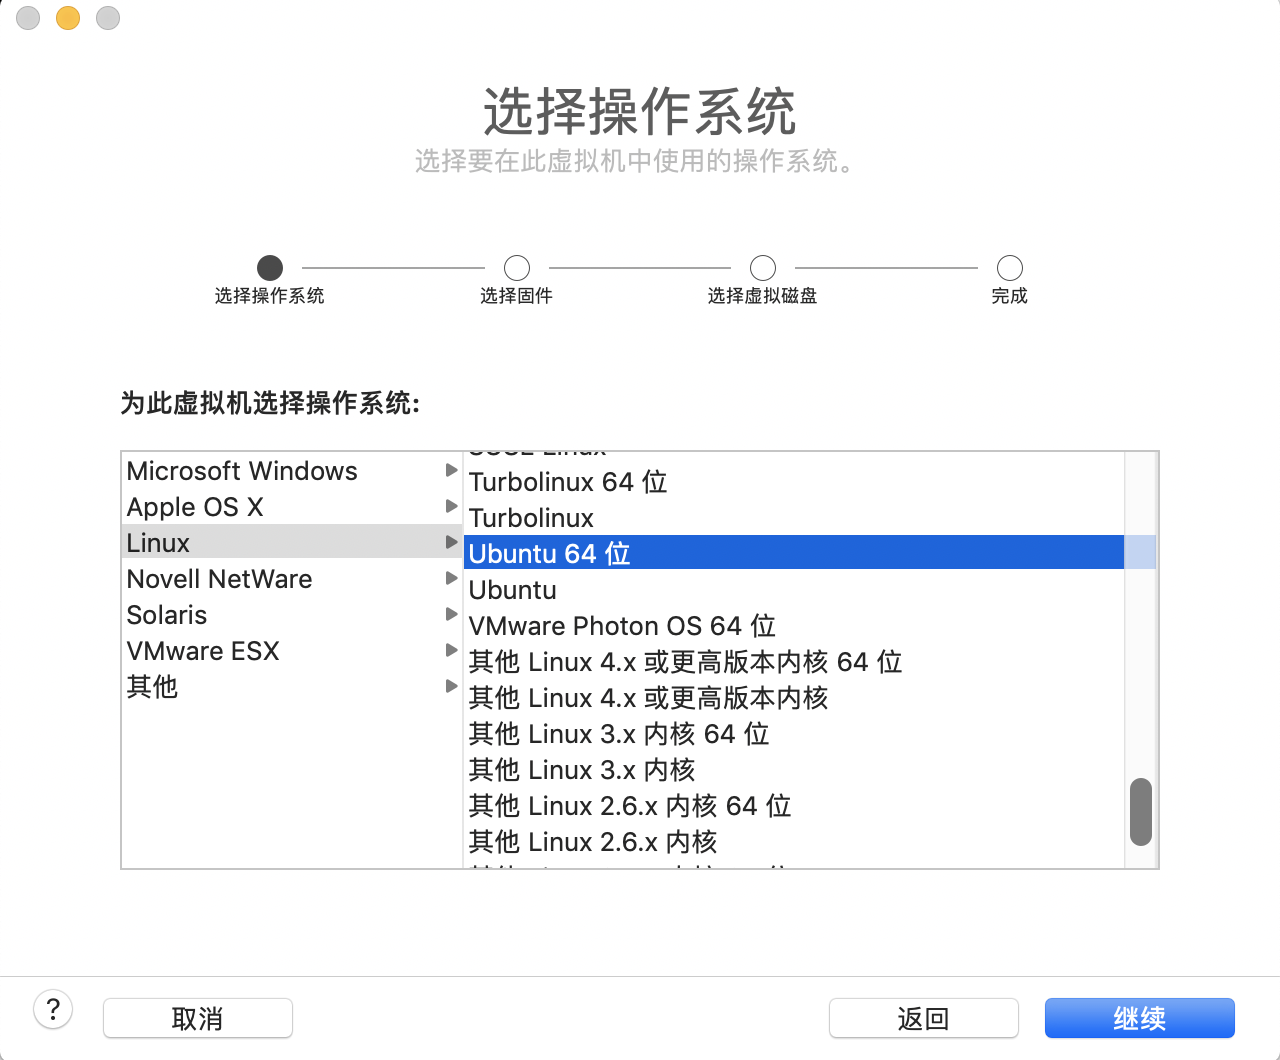 选择操作系统
选择要在此虚拟机中使用的操作系统。
选择操作系统
选择固件
选择虚拟磁盘
完成
为此虚拟机选择操作系统:
Microsoft Windows
Apple OS X
Linux
Novell NetWare
Solaris
VMware ESX
其他
Turbolinux 64 位
Turbolinux
Ubuntu 64 位
Ubuntu
VMware Photon OS 64 位
其他 Linux 4.x 或更高版本内核 64 位
其他 Linux 4.x 或更高版本内核
其他 Linux 3.x 内核 64 位
其他 Linux 3.x 内核
其他 Linux 2.6.x 内核 64 位
其他 Linux 2.6.x 内核
?
取消
返回
继续